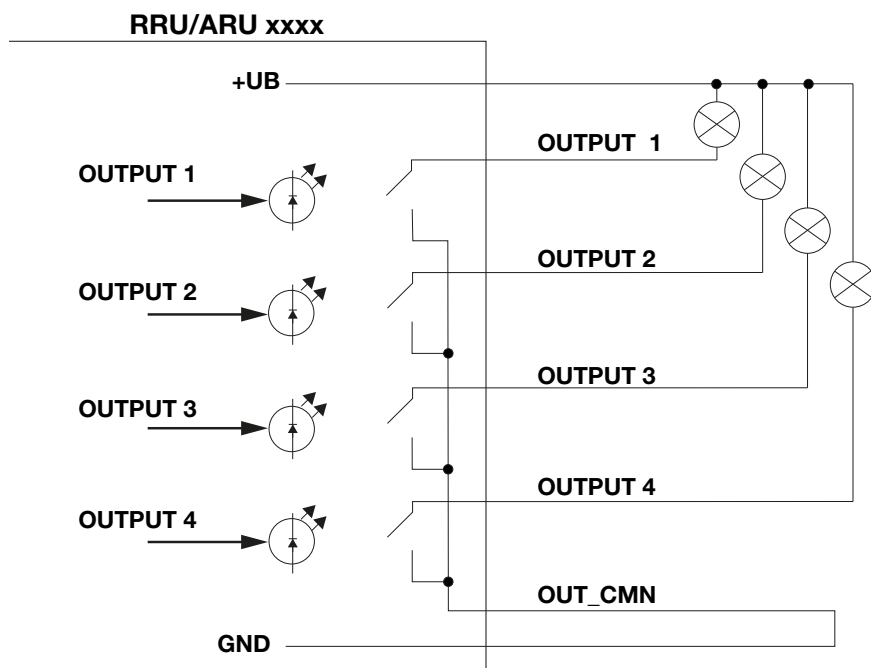 RRU/ARU xxxx
+UB
OUTPUT 1
OUTPUT 1
OUTPUT 2
OUTPUT 2
OUTPUT 3
OUTPUT 3
OUTPUT 4
OUTPUT 4
OUT_CMN
GND